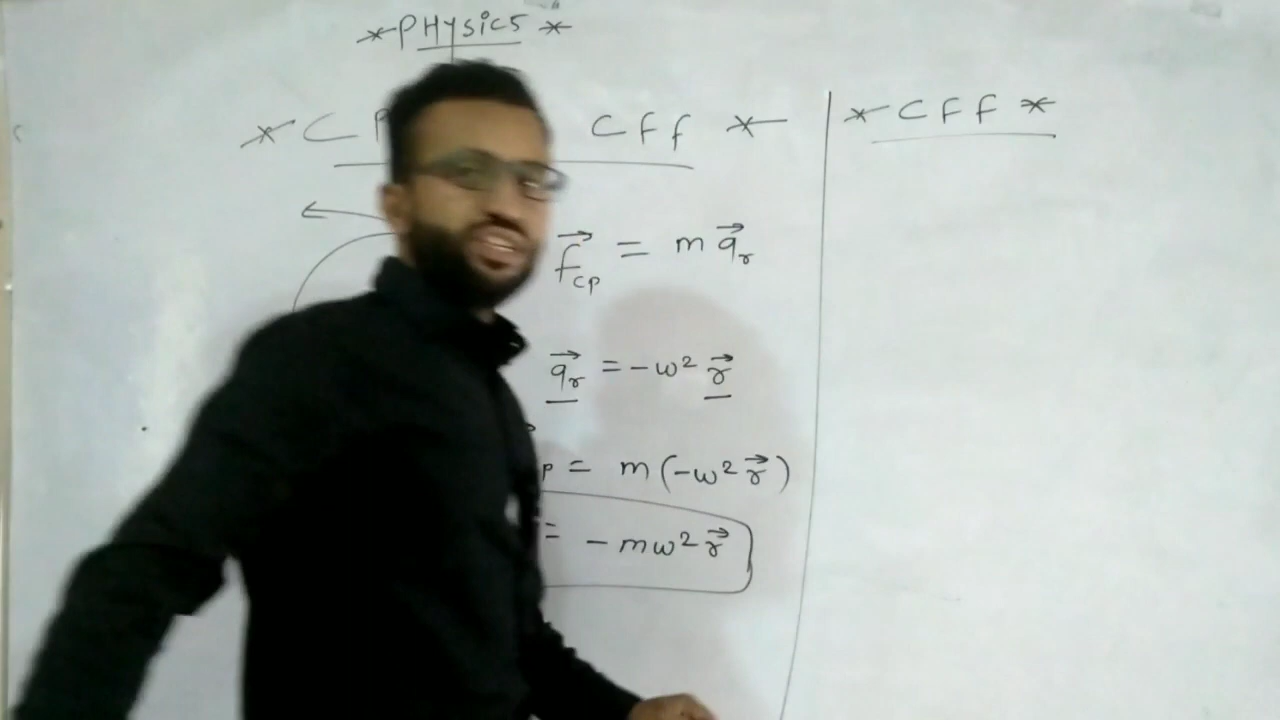 *PHYsics*
*C P CFF *
*CFF*
f⃗cp = m a⃗r
a⃗r = -ω² r⃗
p = m(-ω² r⃗)
= - mω² r⃗